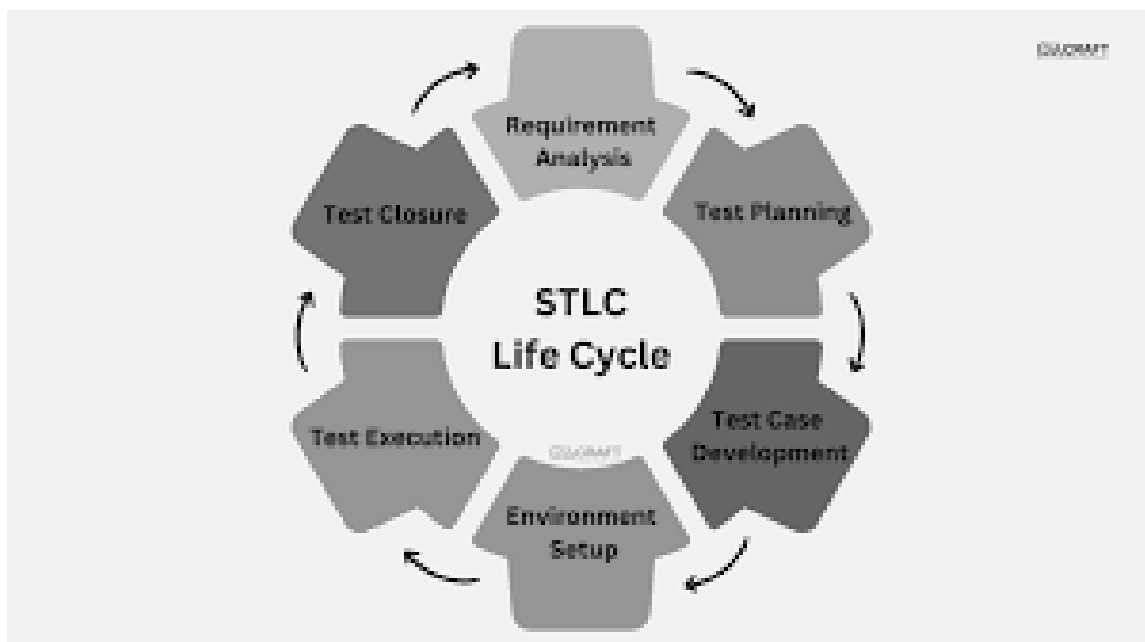 Requirement
Analysis
Test Planning
Test Case
Development
Environment
Setup
Test Execution
Test Closure
STLC
Life Cycle